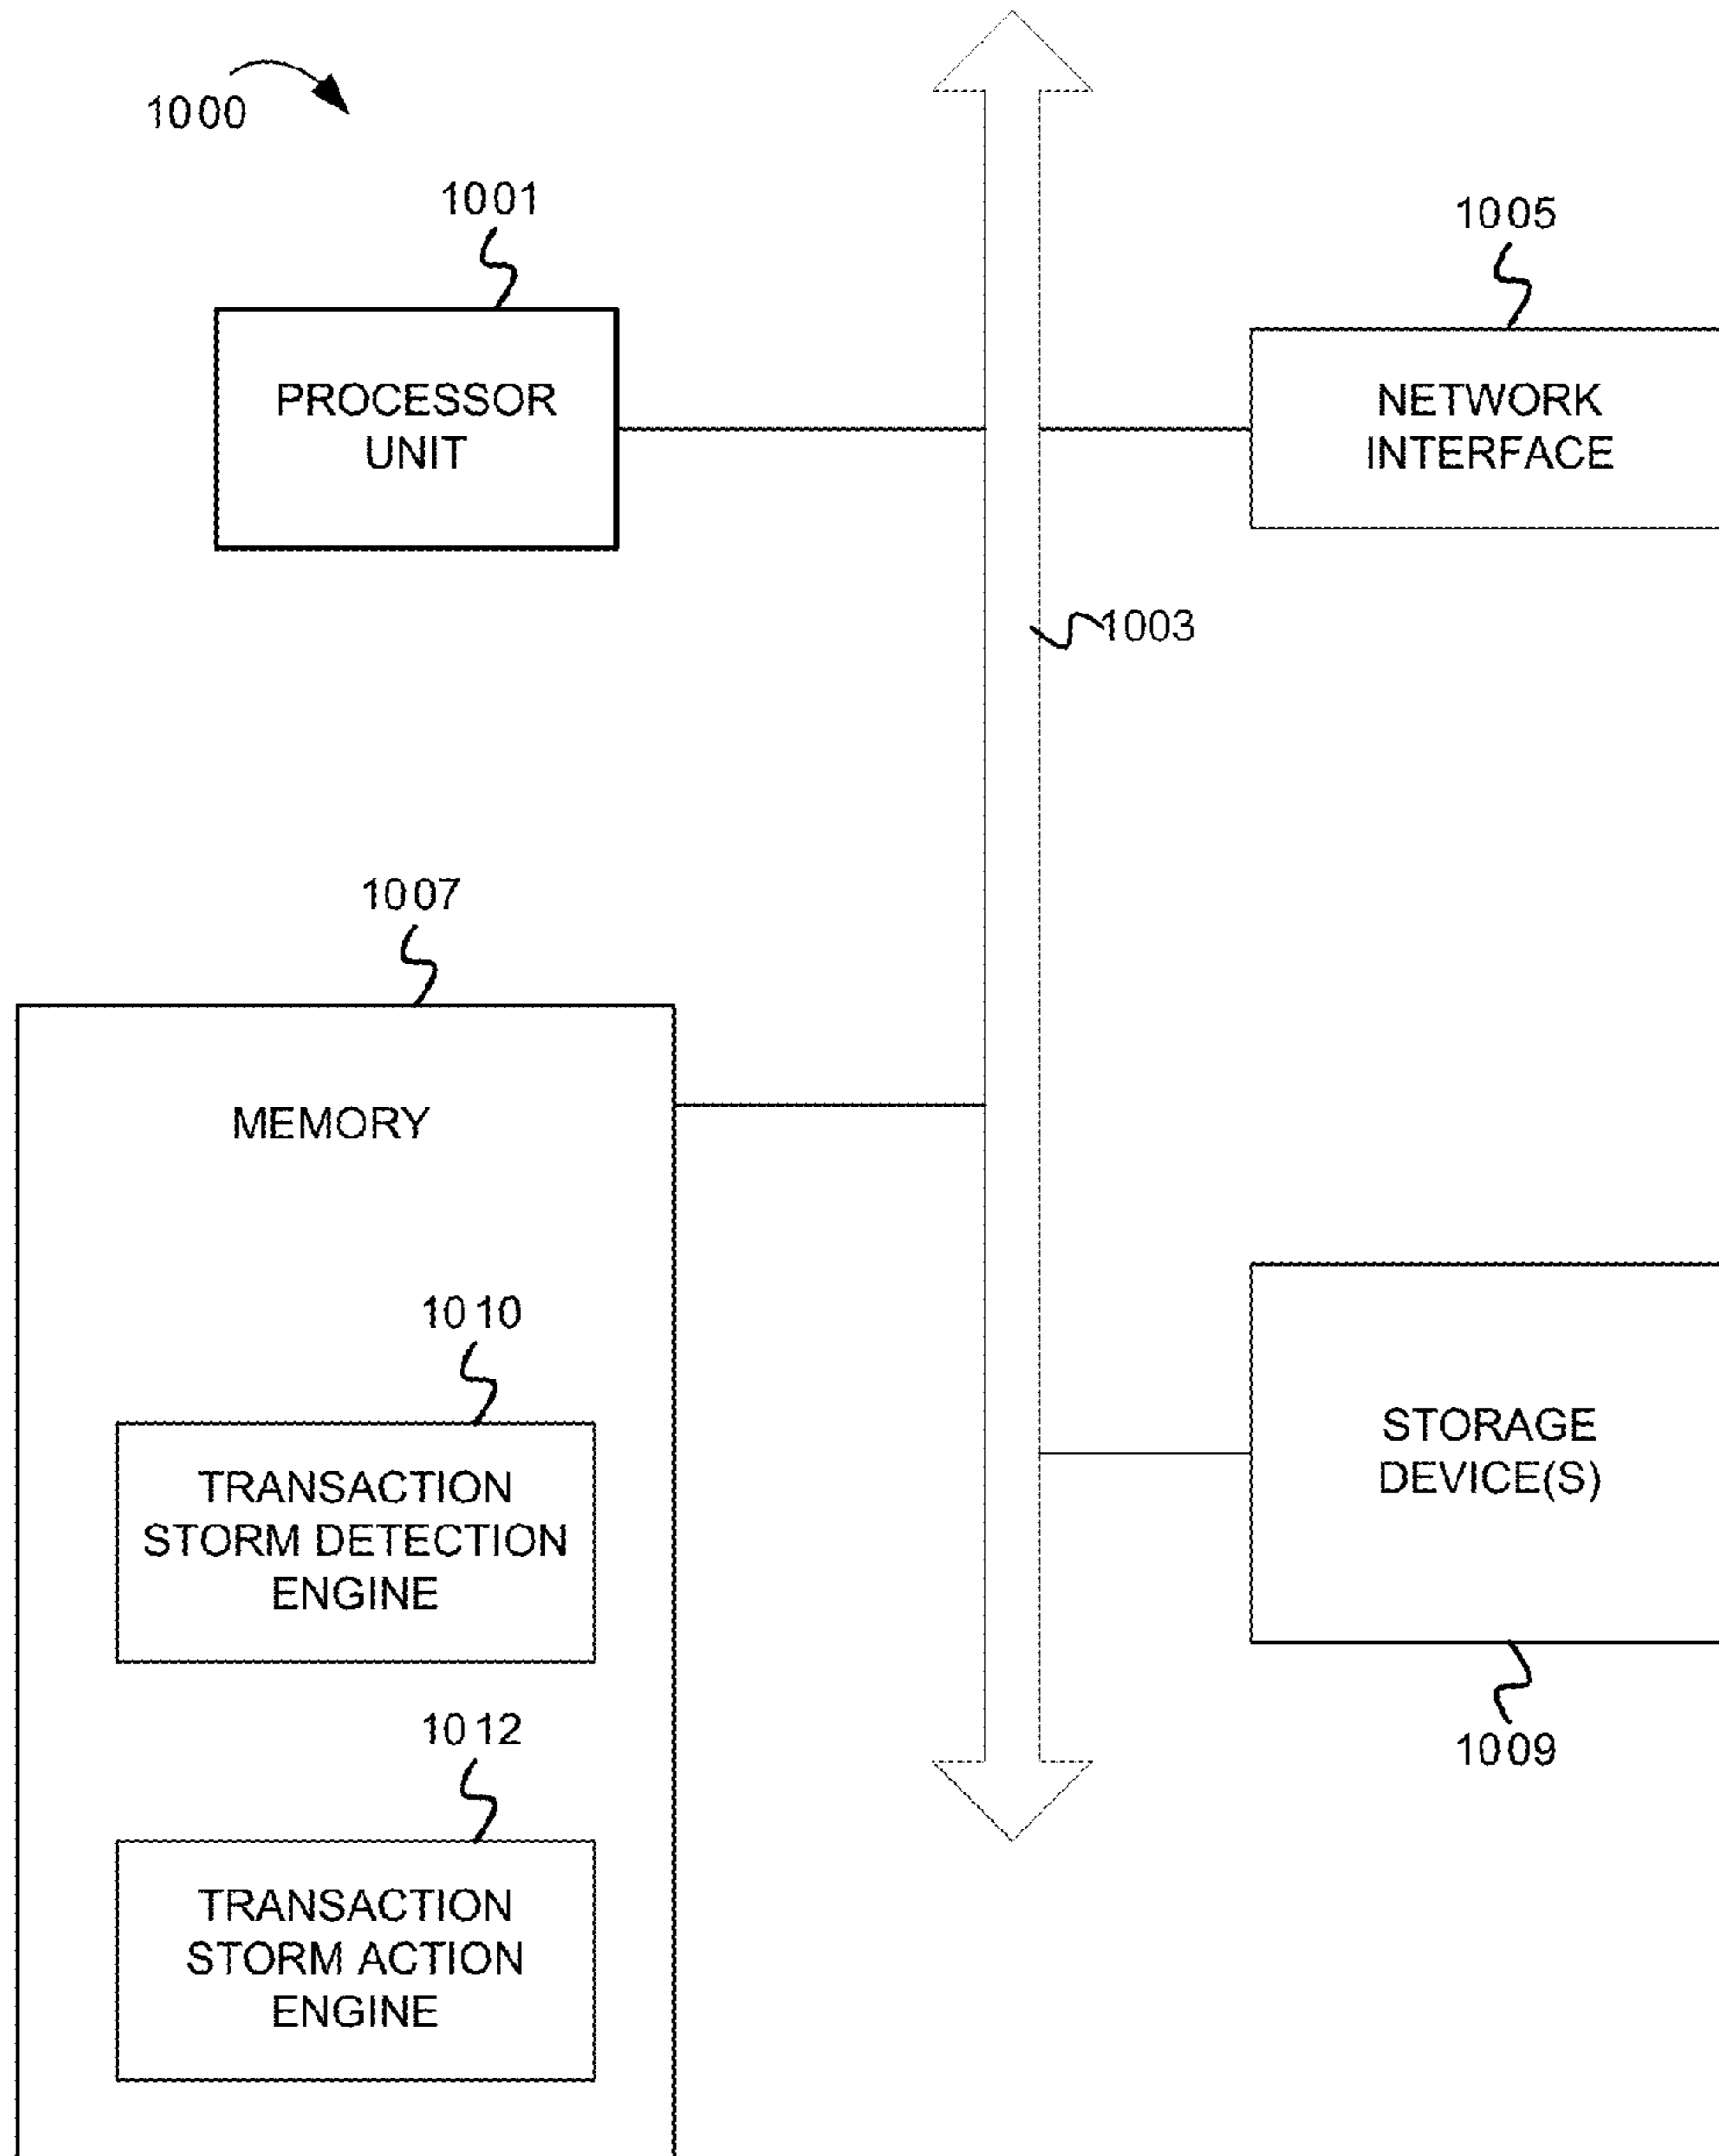 1000
1001
PROCESSOR
UNIT
1005
NETWORK
INTERFACE
1003
1007
MEMORY
1010
TRANSACTION
STORM DETECTION
ENGINE
1012
TRANSACTION
STORM ACTION
ENGINE
STORAGE
DEVICE(S)
1009